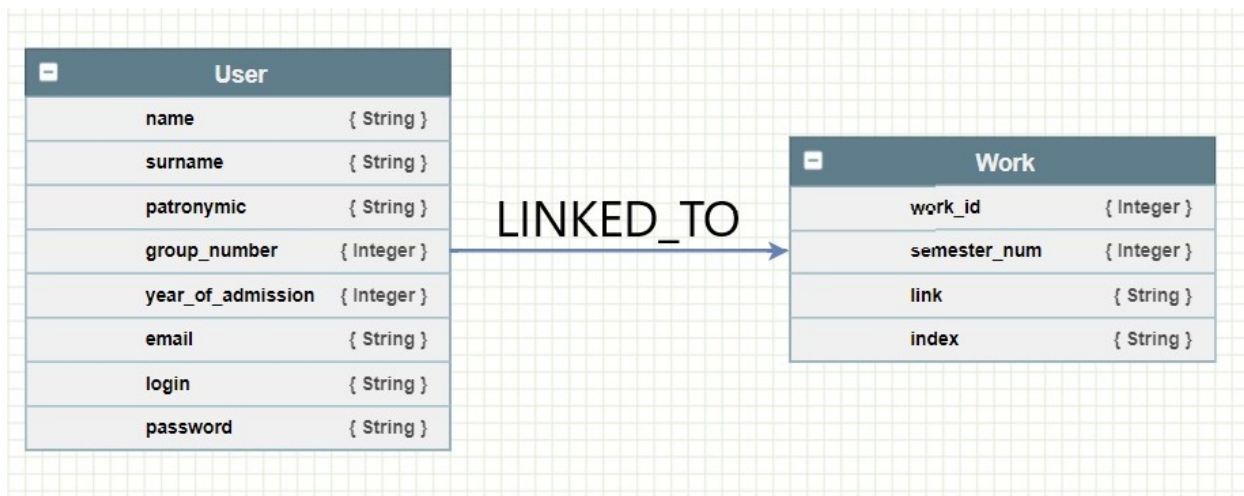 User
name { String }
surname { String }
patronymic { String }
group_number { Integer }
year_of_admission { Integer }
email { String }
login { String }
password { String }
LINKED_TO
Work
work_id { Integer }
semester_num { Integer }
link { String }
index { String }